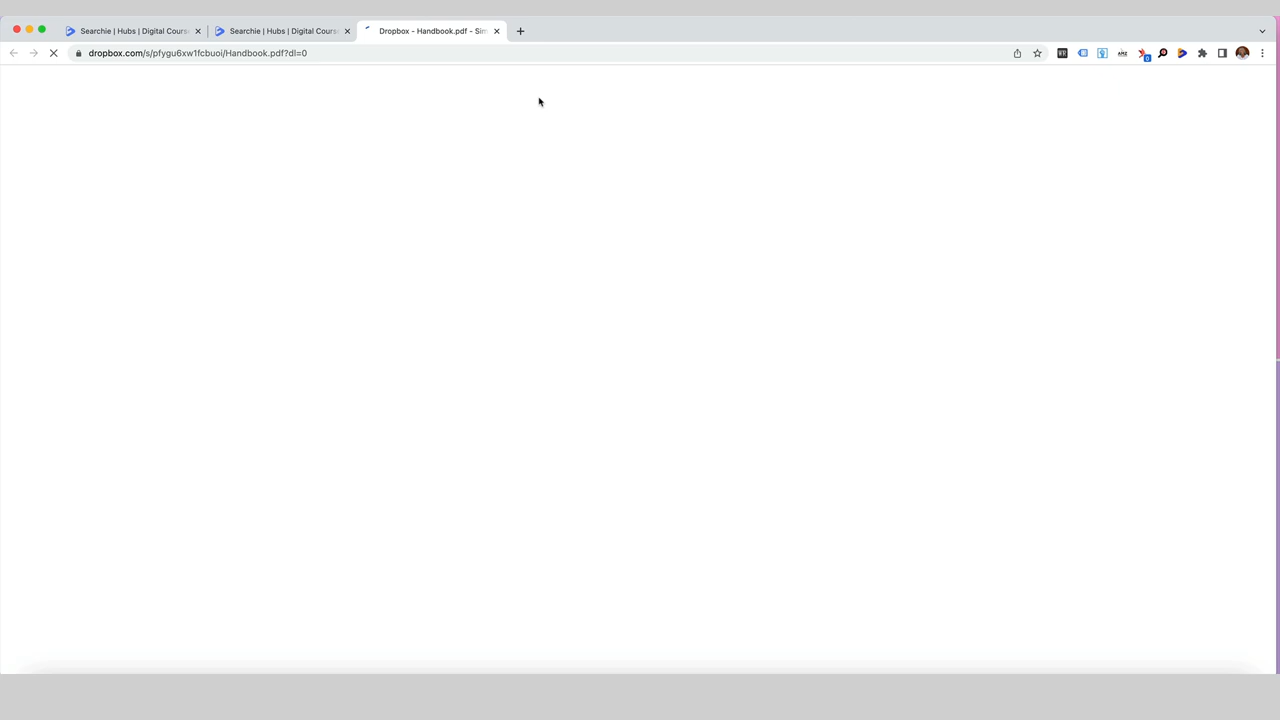 Searchie | Hubs | Digital Cours
Searchie | Hubs | Digital Cours
Dropbox - Handbook.pdf - Sim
dropbox.com/s/pfygu6xw1fcbuoi/Handbook.pdf?dl=0